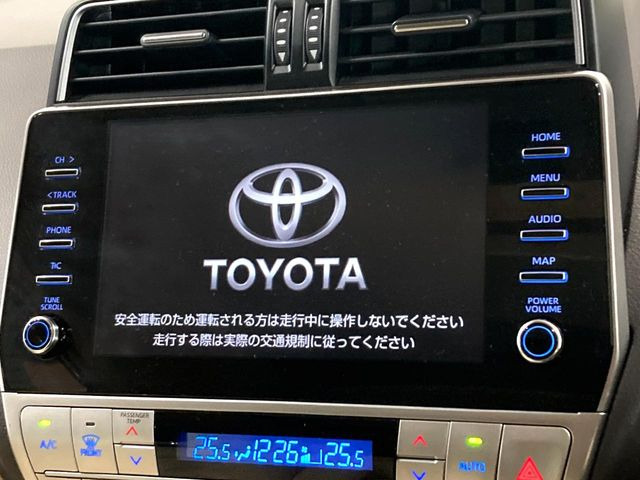 CH >
HOME
<TRACK
MENU
PHONE
AUDIO
T/C
MAP
TUNE
SCROLL
POWER
VOLUME
TOYOTA
安全運転のため運転される方は走行中に操作しないでください
走行する際は実際の交通規制に従ってください
A/C
FRONT
PASSENGER
TEMP
25.5
12:26
25.5
AUTO